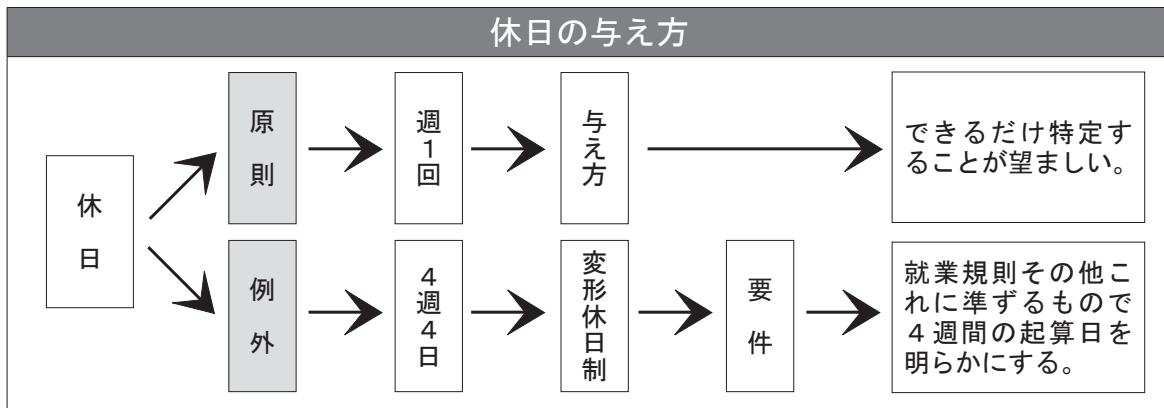 休日の与え方
休日
原則
週1回
与え方
できるだけ特定す
ることが望ましい。
例外
4週4日
変形休日制
要件
就業規則その他こ
れに準ずるもので
4週間の起算日を
明らかにする。